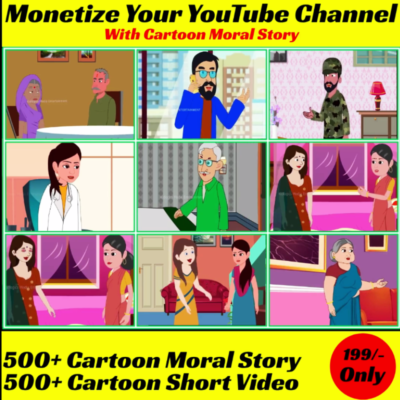 Monetize Your YouTube Channel
With Cartoon Moral Story
500+ Cartoon Moral Story
500+ Cartoon Short Video
199/-
Only